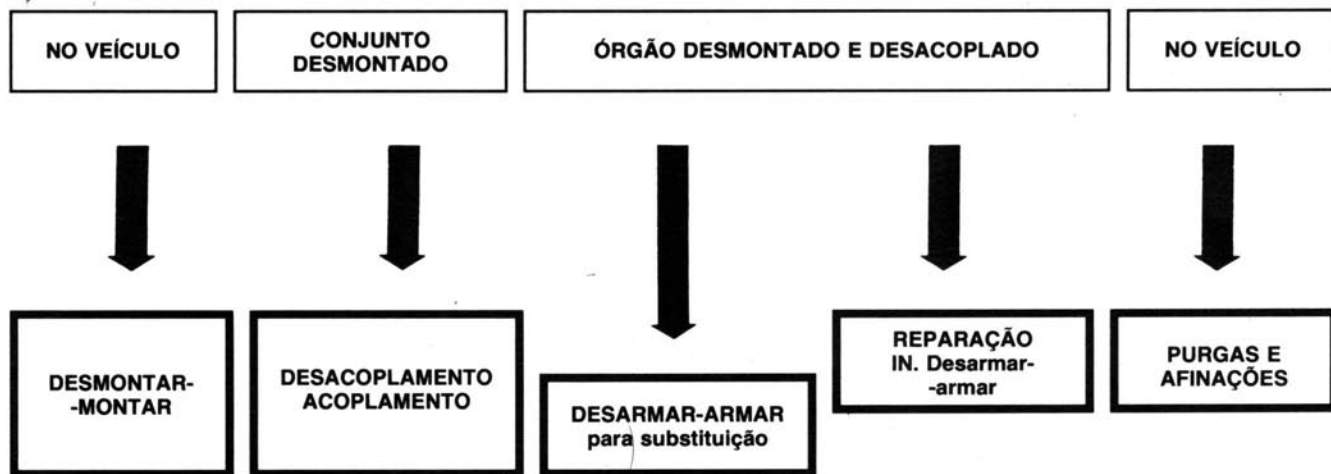 NO VEÍCULO
CONJUNTO
DESMONTADO
ÓRGÃO DESMONTADO E DESACOPLADO
NO VEÍCULO
DESMONTAR-
-MONTAR
DESACOPLAMENTO
ACOPLAMENTO
DESARMAR-ARMAR
para substituição
REPARAÇÃO
IN. Desarmar-
-armar
PURGAS E
AFINAÇÕES